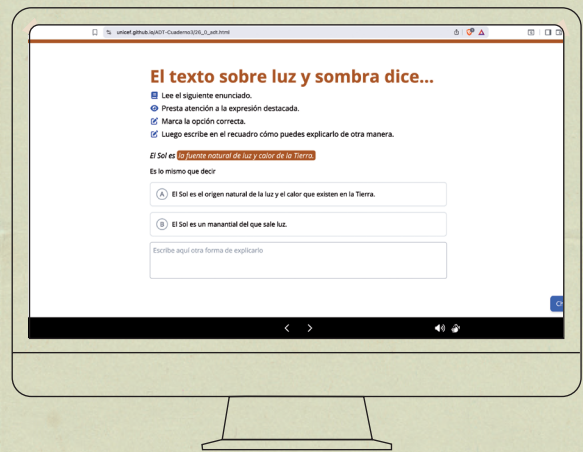 unicef.github.io/ADT-Cuaderno3/26_0_adt.html
El texto sobre luz y sombra dice...
Lee el siguiente enunciado.
Presta atención a la expresión destacada.
Marca la opción correcta.
Luego escribe en el recuadro cómo puedes explicarlo de otra manera.
El Sol es la fuente natural de luz y calor de la Tierra.
Es lo mismo que decir
A El Sol es el origen natural de la luz y el calor que existen en la Tierra.
B El Sol es un manantial del que sale luz.
Escribe aquí otra forma de explicarlo